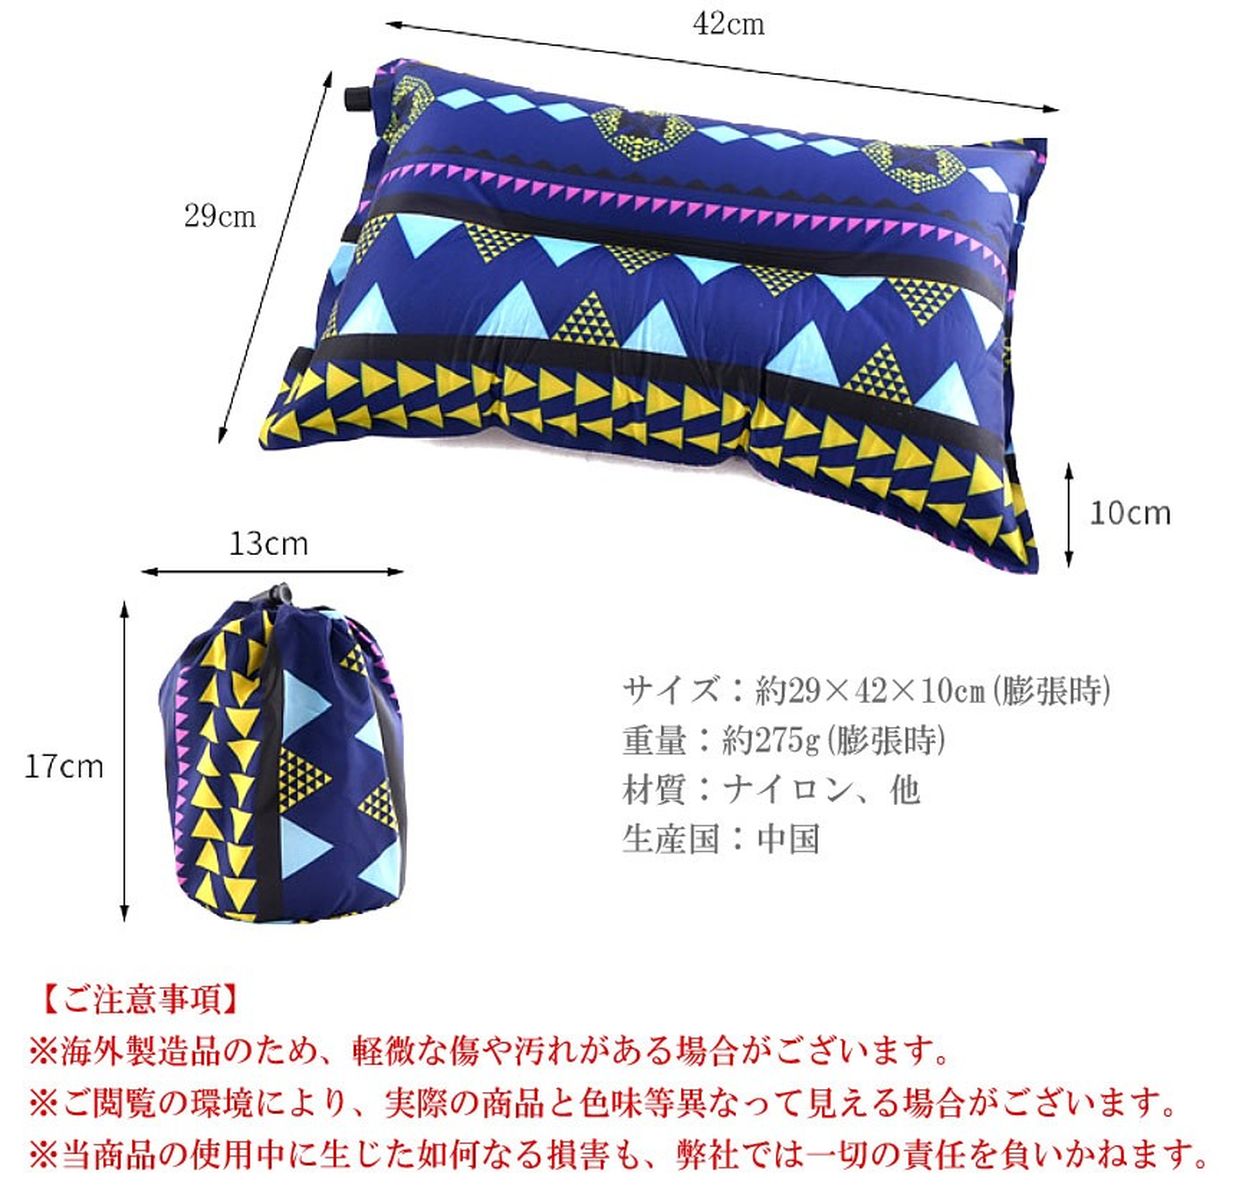 42cm
29cm
10cm
13cm
17cm
サイズ：約29×42×10cm(膨張時)
重量：約275g(膨張時)
材質：ナイロン、他
生産国：中国
【ご注意事項】
※海外製造品のため、軽微な傷や汚れがある場合がございます。
※ご閲覧の環境により、実際の商品と色味等異なって見える場合がございます。
※当商品の使用中に生じた如何なる損害も、弊社では一切の責任を負いかねます。